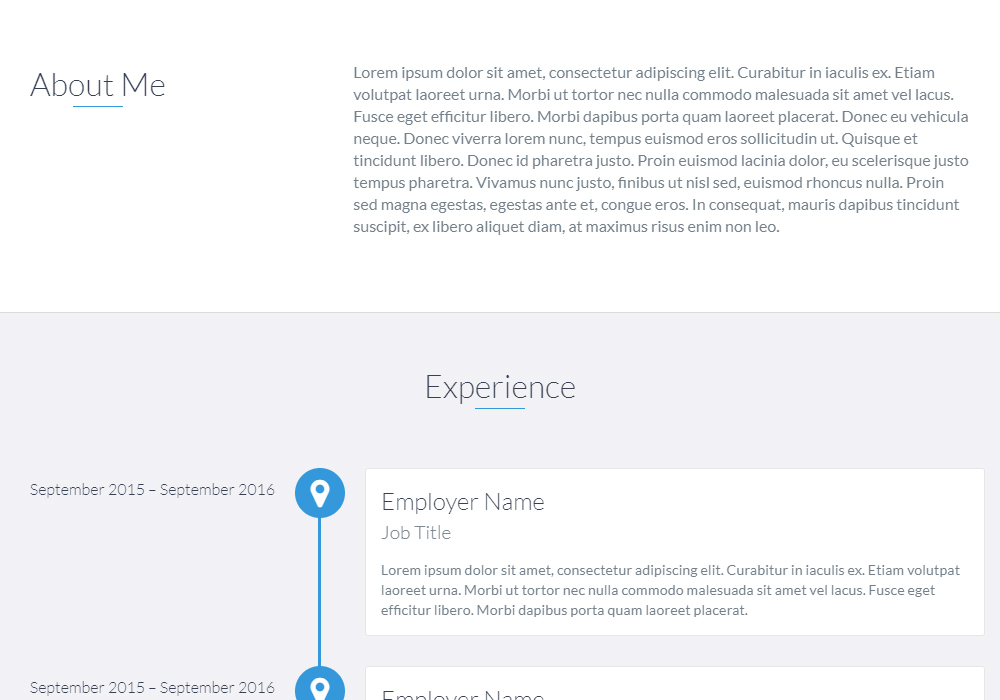 About Me
Lorem ipsum dolor sit amet, consectetur adipiscing elit. Curabitur in iaculis ex. Etiam
volutpat laoreet urna. Morbi ut tortor nec nulla commodo malesuada sit amet vel lacus.
Fusce eget efficitur libero. Morbi dapibus porta quam laoreet placerat. Donec eu vehicula
neque. Donec viverra lorem nunc, tempus euismod eros sollicitudin ut. Quisque et
tincidunt libero. Donec id pharetra justo. Proin euismod lacinia dolor, eu scelerisque justo
tempus pharetra. Vivamus nunc justo, finibus ut nisl sed, euismod rhoncus nulla. Proin
sed magna egestas, egestas ante et, congue eros. In consequat, mauris dapibus tincidunt
suscipit, ex libero aliquet diam, at maximus risus enim non leo.
Experience
September 2015 – September 2016
Employer Name
Job Title
Lorem ipsum dolor sit amet, consectetur adipiscing elit. Curabitur in iaculis ex. Etiam volutpat
laoreet urna. Morbi ut tortor nec nulla commodo malesuada sit amet vel lacus. Fusce eget
efficitur libero. Morbi dapibus porta quam laoreet placerat.
September 2015 – September 2016
Employer Name